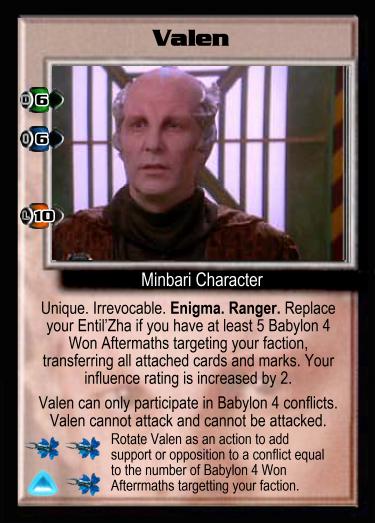 Valen
D 6
I 6
L 10
Minbari Character
Unique. Irrevocable. Enigma. Ranger. Replace
your Entil'Zha if you have at least 5 Babylon 4
Won Aftermaths targeting your faction,
transferring all attached cards and marks. Your
influence rating is increased by 2.
Valen can only participate in Babylon 4 conflicts.
Valen cannot attack and cannot be attacked.
Rotate Valen as an action to add
support or opposition to a conflict equal
to the number of Babylon 4 Won
Afterrmaths targeting your faction.